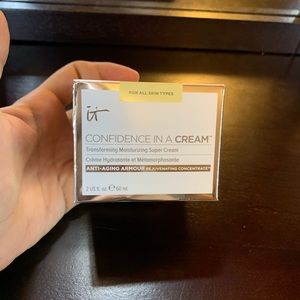 FOR ALL SKIN TYPES
it
CONFIDENCE IN A CREAM™
Transforming Moisturizing Super Cream
Crème Hydratante et Métamorphosante
ANTI-AGING ARMOUR REJUVENATING CONCENTRATE™
2 US fl. oz ℮ 60 ml